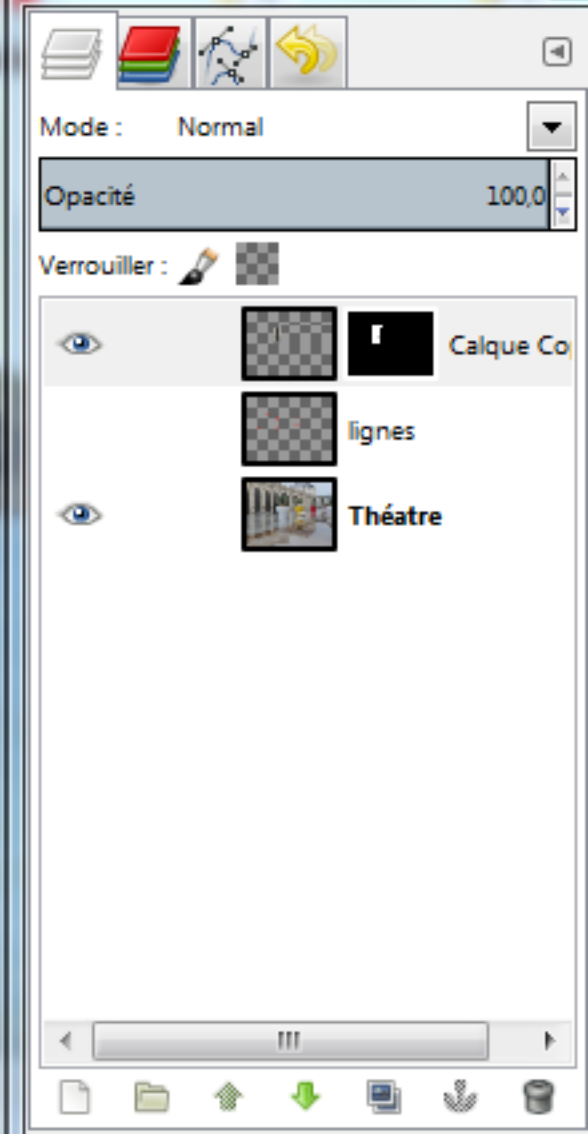 Mode : Normal
Opacité 100,0
Verrouiller :
Calque Co
lignes
Théatre